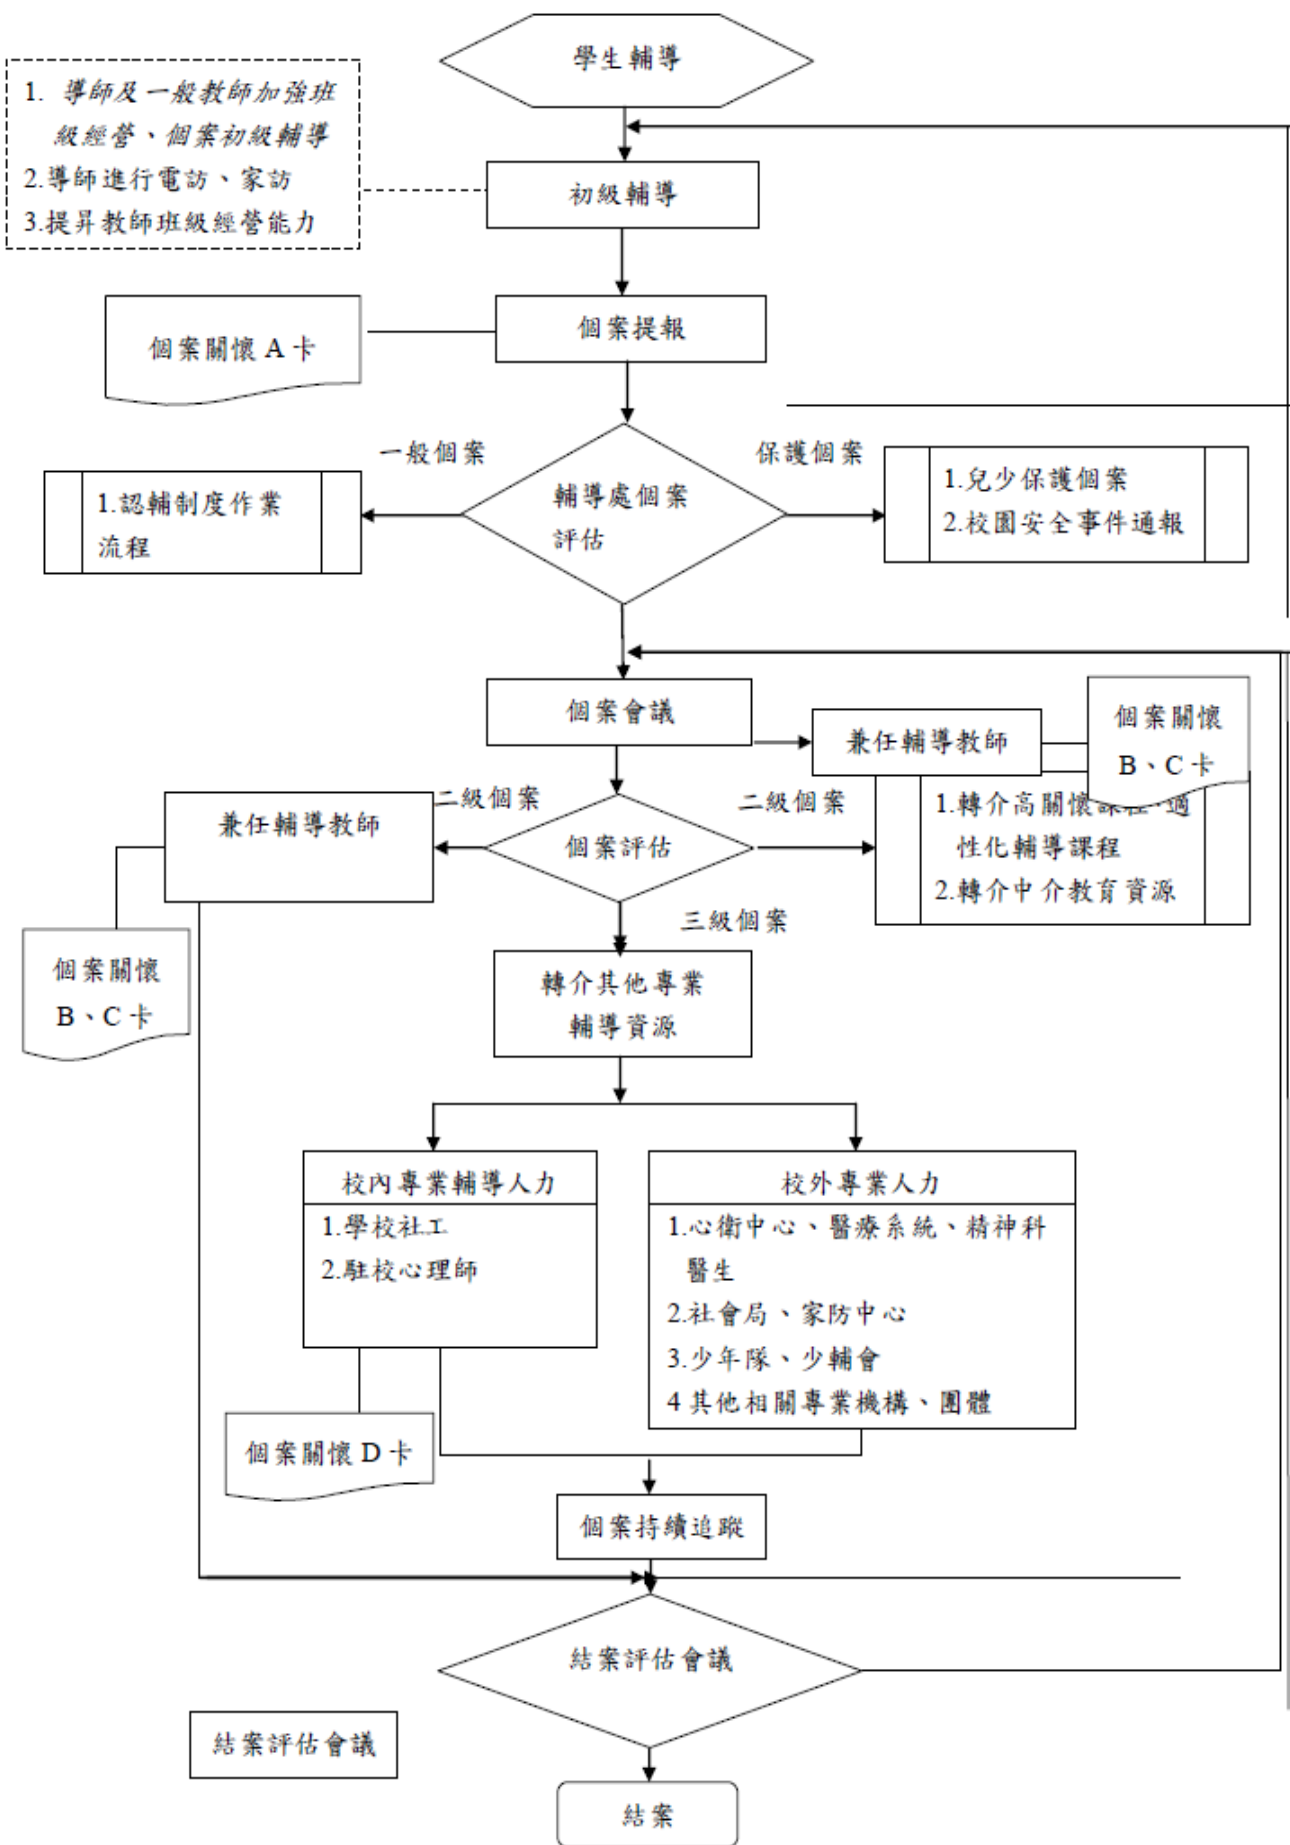 學生輔導
1. 導師及一般教師加強班
級經營、個案初級輔導
2.導師進行電訪、家訪
3.提昇教師班級經營能力
初級輔導
個案提報
個案關懷 A 卡
一般個案
保護個案
輔導處個案
評估
1.認輔制度作業
流程
1.兒少保護個案
2.校園安全事件通報
個案會議
兼任輔導教師
個案關懷
B、C 卡
二級個案
二級個案
兼任輔導教師
個案評估
1.轉介高關懷課程 適
性化輔導課程
2.轉介中介教育資源
三級個案
個案關懷
B、C 卡
轉介其他專業
輔導資源
校內專業輔導人力
1.學校社工
2.駐校心理師
校外專業人力
1.心衛中心、醫療系統、精神科
醫生
2.社會局、家防中心
3.少年隊、少輔會
4 其他相關專業機構、團體
個案關懷 D 卡
個案持續追蹤
結案評估會議
結案評估會議
結案